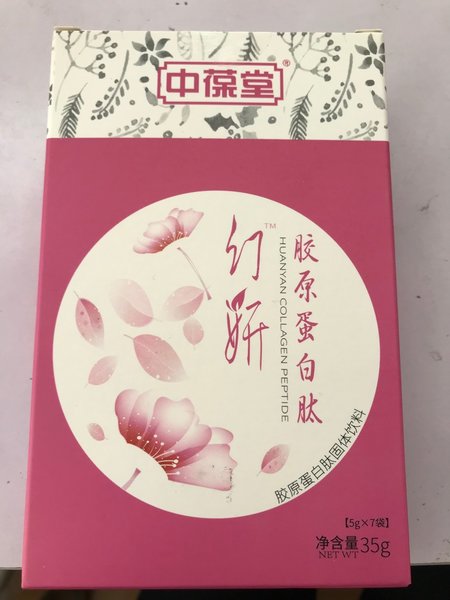 中葆堂®
幻妍™
胶原蛋白肽
HUANYAN COLLAGEN PEPTIDE
胶原蛋白肽固体饮料
【5g×7袋】
净含量35g
NET WT